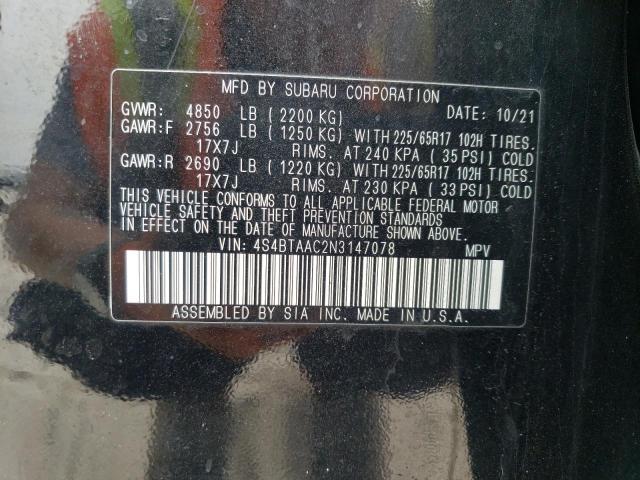 MFD BY SUBARU CORPORATION
GVWR: 4850 LB ( 2200 KG) DATE: 10/21
GAWR:F 2756 LB ( 1250 KG) WITH 225/65R17 102H TIRES.
17X7J RIMS. AT 240 KPA ( 35 PSI) COLD
GAWR:R 2690 LB ( 1220 KG) WITH 225/65R17 102H TIRES.
17X7J RIMS. AT 230 KPA ( 33 PSI) COLD
THIS VEHICLE CONFORMS TO ALL APPLICABLE FEDERAL MOTOR
VEHICLE SAFETY AND THEFT PREVENTION STANDARDS
IN EFFECT ON THE DATE OF MANUFACTURE SHOWN ABOVE.
VIN: 4S4BTAAC2N3147078 MPV
ASSEMBLED BY SIA INC. MADE IN U.S.A.